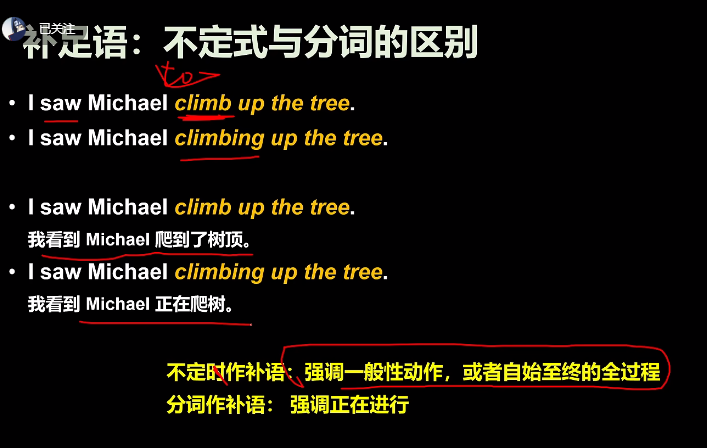 已关注
补足语：不定式与分词的区别
to
• I saw Michael climb up the tree.
• I saw Michael climbing up the tree.
• I saw Michael climb up the tree.
我看到 Michael 爬到了树顶。
• I saw Michael climbing up the tree.
我看到 Michael 正在爬树。
不定时作补语：强调一般性动作，或者自始至终的全过程
分词作补语： 强调正在进行